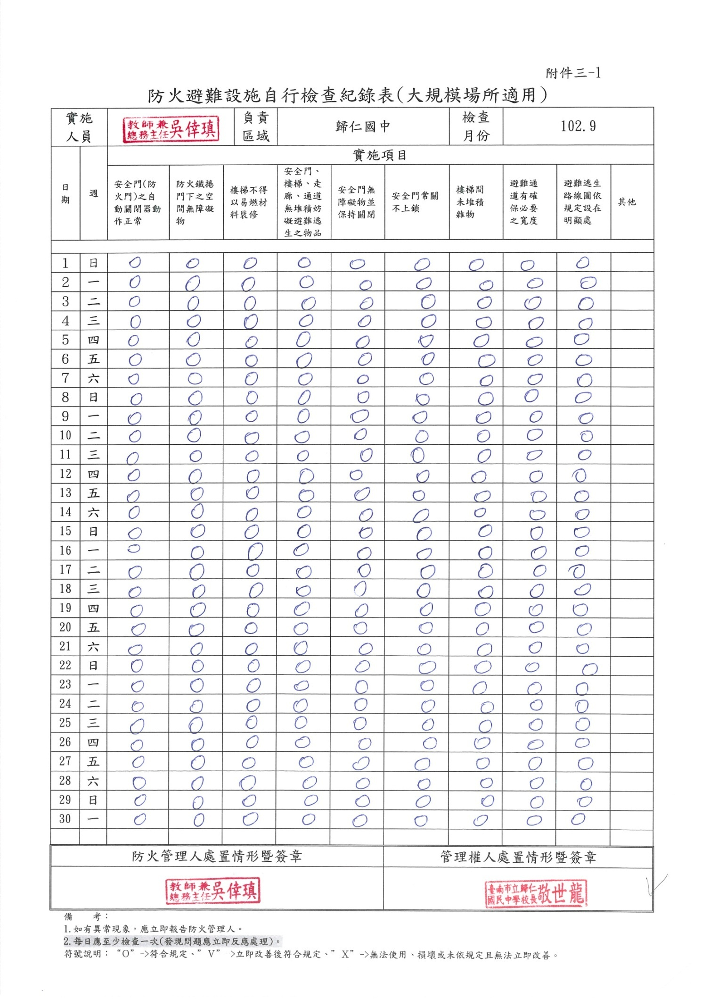 附件三-1
防火避難設施自行檢查紀錄表(大規模場所適用)
實施人員 教師兼總務主任吳倖瑱 負責區域 歸仁國中 檢查月份 102.9
日期 週 實施項目
安全門(防火門)之自動關閉器動作正常 防火鐵捲門下之空間無障礙物 樓梯不得以易燃材料裝修 安全門、樓梯、走廊、通道無堆積妨礙避難逃生之物品 安全門無障礙物並保持關閉 安全門常關不上鎖 樓梯間未堆積雜物 避難通道有確保必要之寬度 避難逃生路線圖依規定設在明顯處 其他
1 日 O O O O O O O O O
2 一 O O O O O O O O O
3 二 O O O O O O O O O
4 三 O O O O O O O O O
5 四 O O O O O O O O O
6 五 O O O O O O O O O
7 六 O O O O O O O O O
8 日 O O O O O O O O O
9 一 O O O O O O O O O
10 二 O O O O O O O O O
11 三 O O O O O O O O O
12 四 O O O O O O O O O
13 五 O O O O O O O O O
14 六 O O O O O O O O O
15 日 O O O O O O O O O
16 一 O O O O O O O O O
17 二 O O O O O O O O O
18 三 O O O O O O O O O
19 四 O O O O O O O O O
20 五 O O O O O O O O O
21 六 O O O O O O O O O
22 日 O O O O O O O O O
23 一 O O O O O O O O O
24 二 O O O O O O O O O
25 三 O O O O O O O O O
26 四 O O O O O O O O O
27 五 O O O O O O O O O
28 六 O O O O O O O O O
29 日 O O O O O O O O O
30 一 O O O O O O O O O
防火管理人處置情形暨簽章 管理權人處置情形暨簽章
教師兼總務主任吳倖瑱 臺南市立歸仁國民中學校長敬世龍
備　　考：
1.如有異常現象，應立即報告防火管理人。
2.每日應至少檢查一次(發現問題應立即反應處理)。
符號說明：“O”->符合規定、”V”->立即改善後符合規定、”X”->無法使用、損壞或未依規定且無法立即改善。